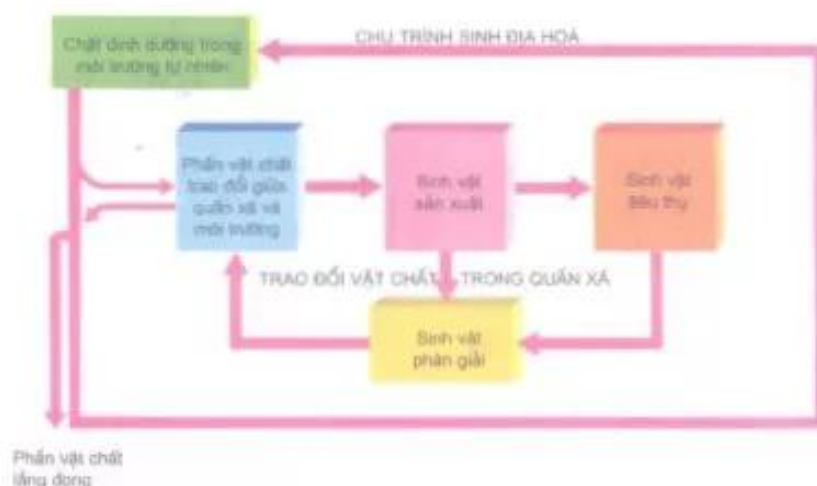 CHU TRÌNH SINH ĐỊA HOÁ
Chất dinh dưỡng trong
môi trường tự nhiên
Phần vật chất
trao đổi giữa
quần xã và
môi trường
Sinh vật
sản xuất
Sinh vật
tiêu thụ
TRAO ĐỔI VẬT CHẤT TRONG QUẦN XÃ
Sinh vật
phân giải
Phần vật chất
lắng đọng